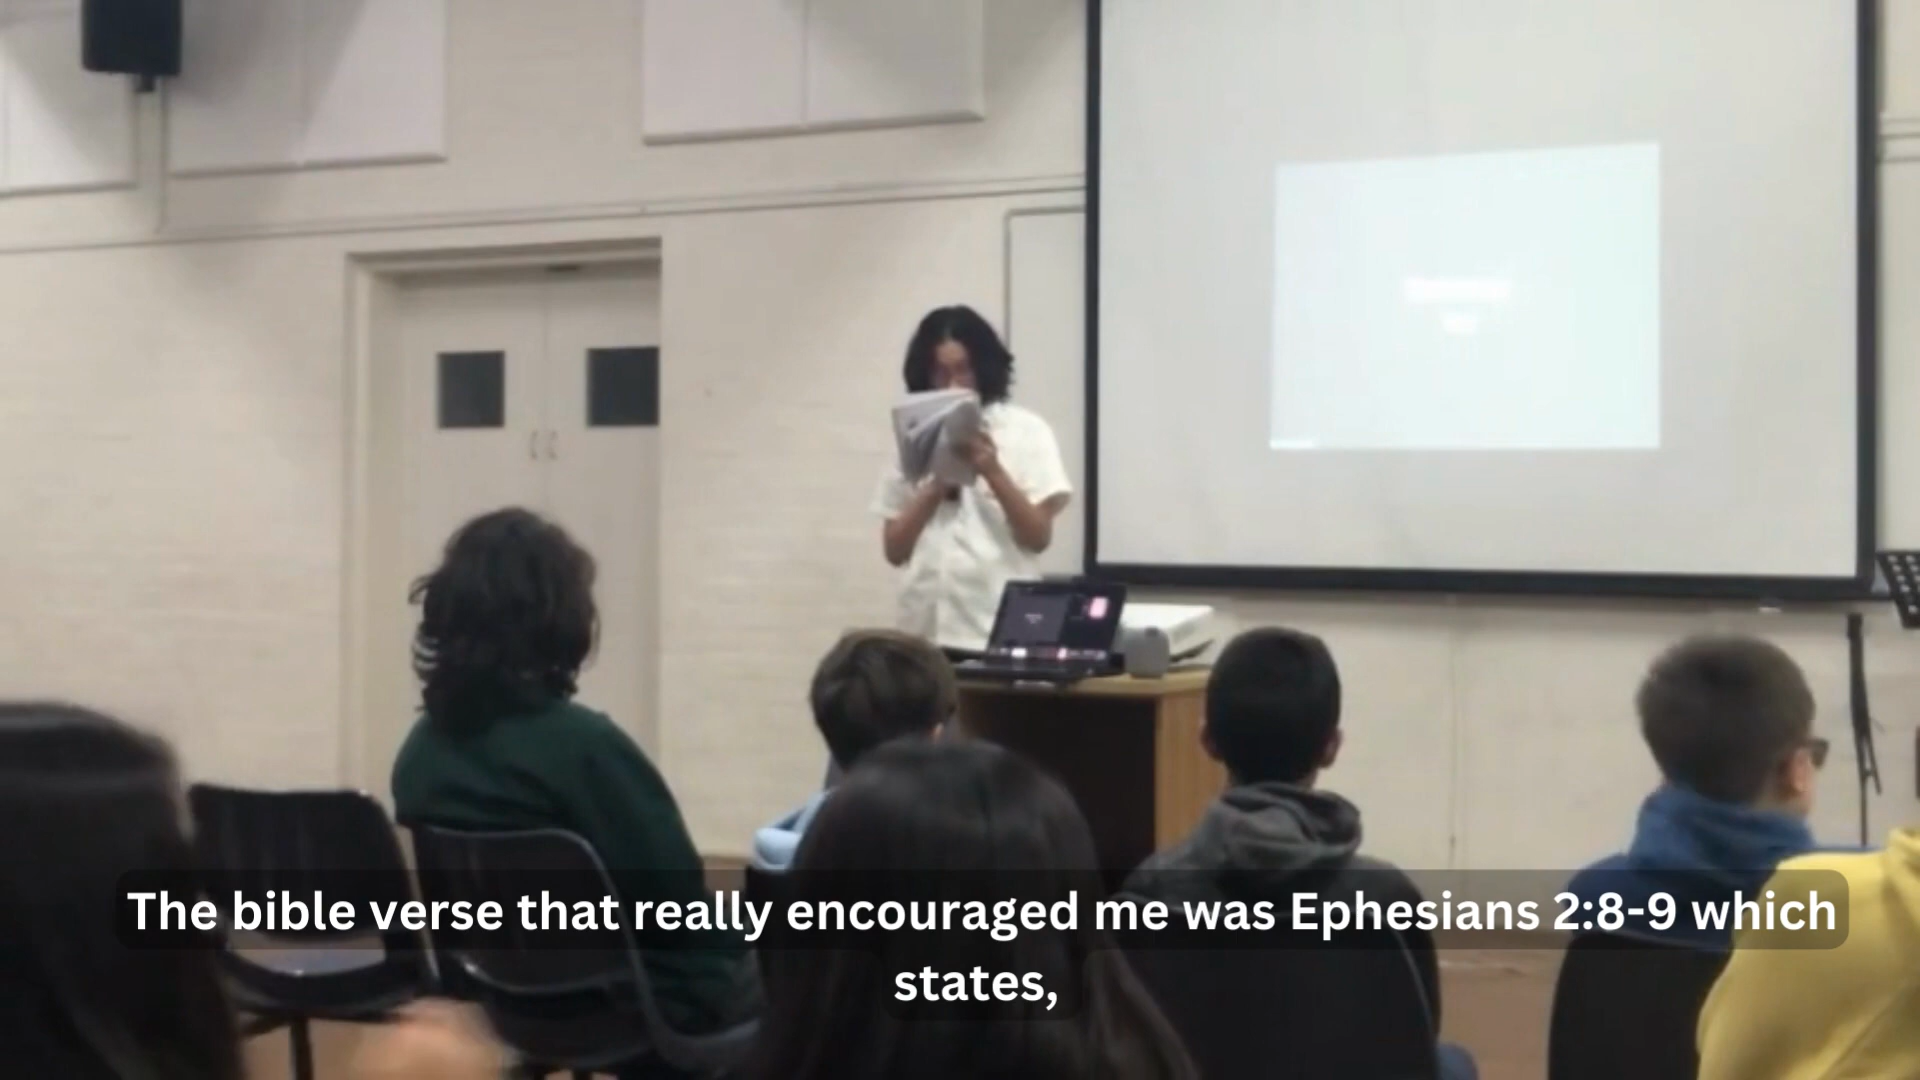 The bible verse that really encouraged me was Ephesians 2:8-9 which
states,